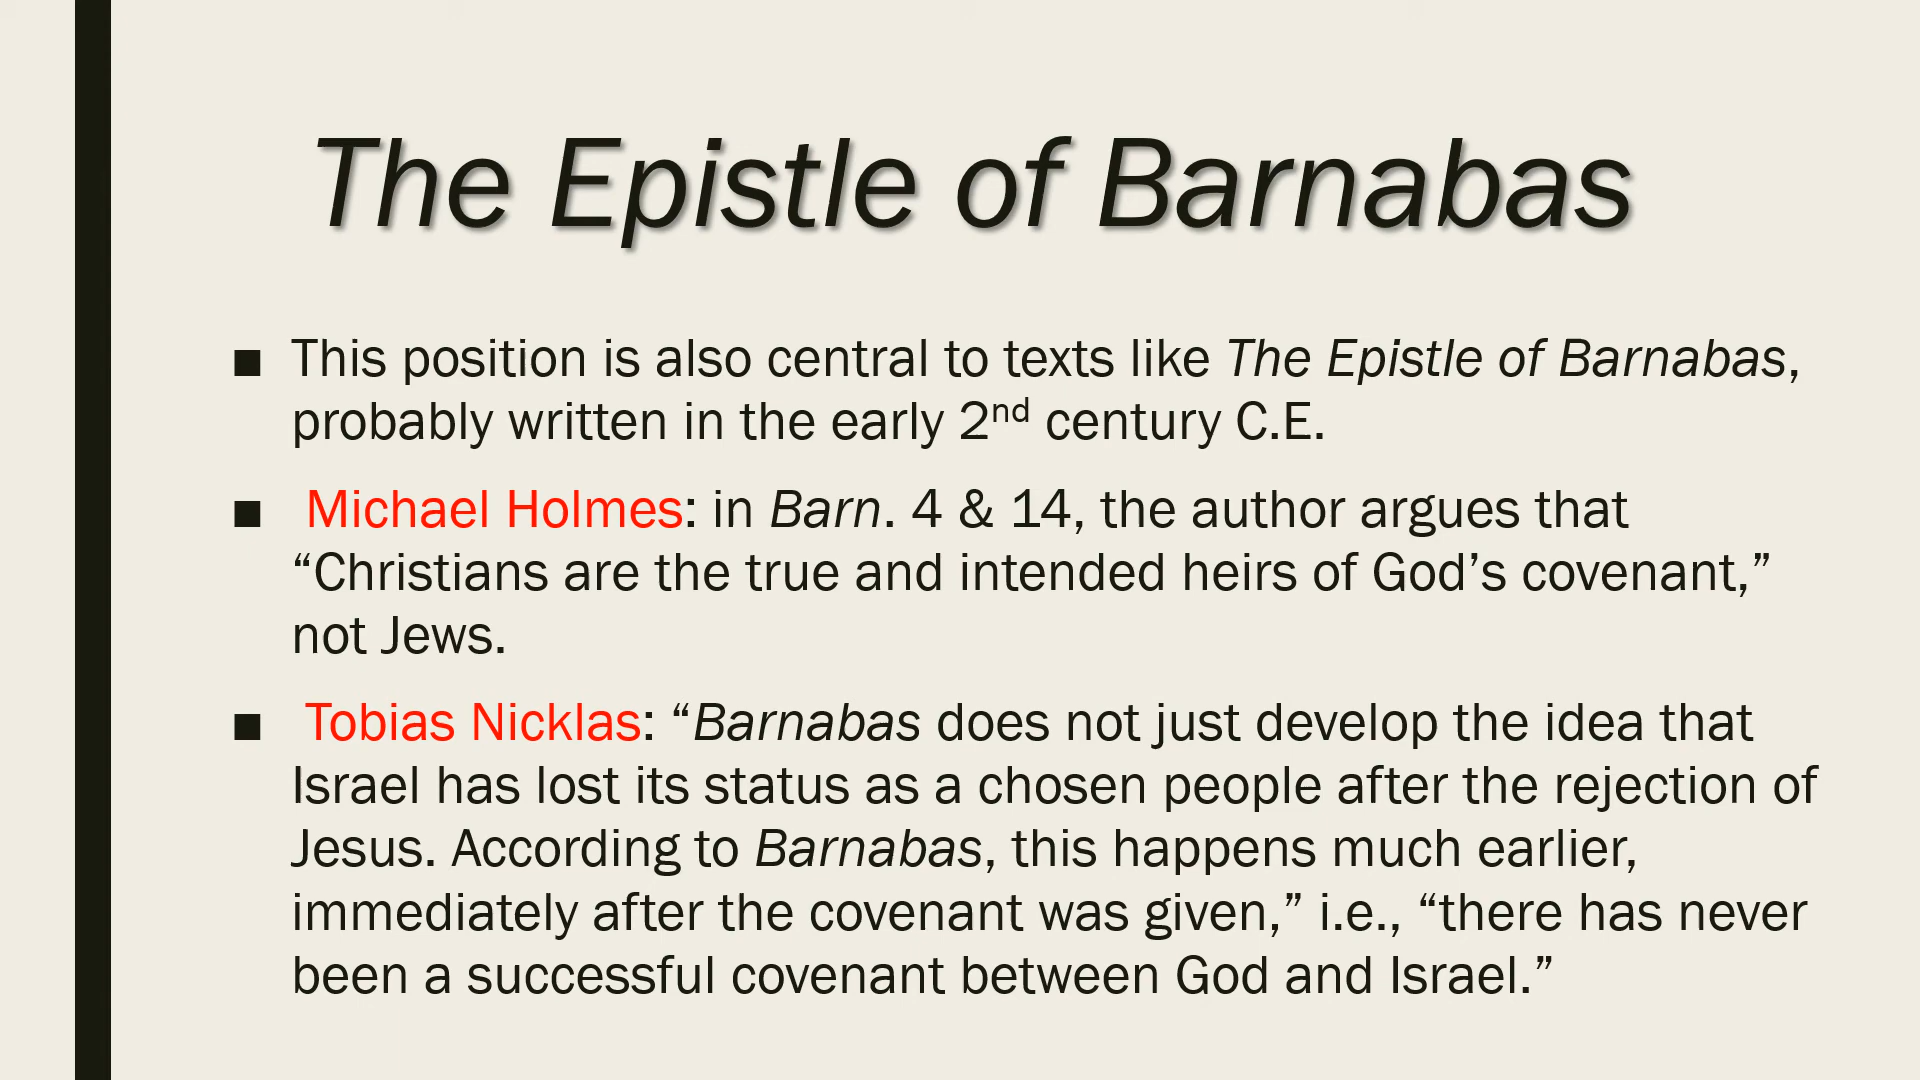 The Epistle of Barnabas
■ This position is also central to texts like The Epistle of Barnabas,
probably written in the early 2nd century C.E.
■ Michael Holmes: in Barn. 4 & 14, the author argues that
“Christians are the true and intended heirs of God’s covenant,”
not Jews.
■ Tobias Nicklas: “Barnabas does not just develop the idea that
Israel has lost its status as a chosen people after the rejection of
Jesus. According to Barnabas, this happens much earlier,
immediately after the covenant was given,” i.e., “there has never
been a successful covenant between God and Israel.”